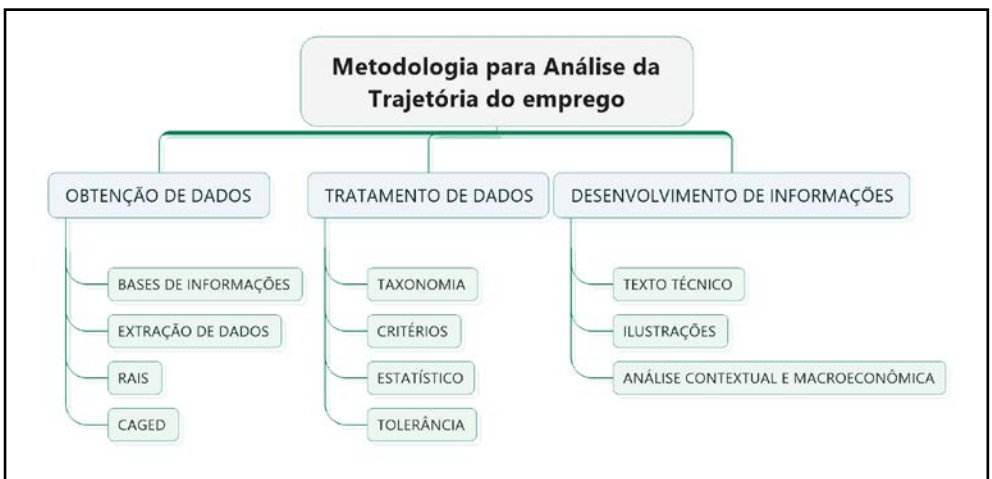 Metodologia para Análise da
Trajetória do emprego
OBTENÇÃO DE DADOS
BASES DE INFORMAÇÕES
EXTRAÇÃO DE DADOS
RAIS
CAGED
TRATAMENTO DE DADOS
TAXONOMIA
CRITÉRIOS
ESTATÍSTICO
TOLERÂNCIA
DESENVOLVIMENTO DE INFORMAÇÕES
TEXTO TÉCNICO
ILUSTRAÇÕES
ANÁLISE CONTEXTUAL E MACROECONÔMICA